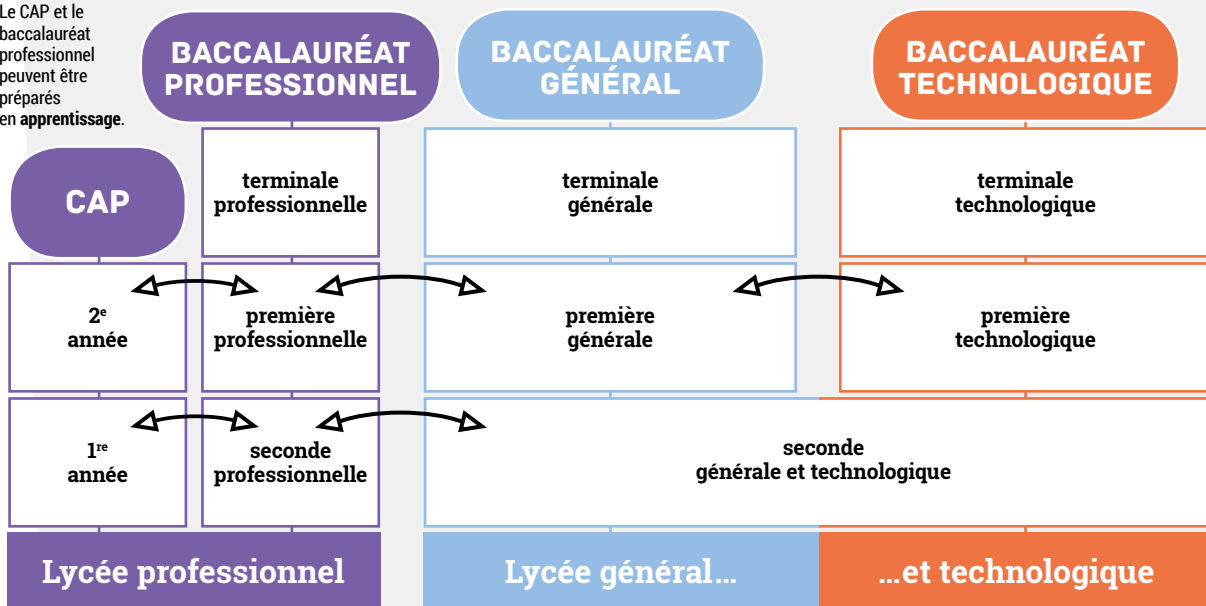 Le CAP et le
baccalauréat
professionnel
peuvent être
préparés
en apprentissage.
BACCALAURÉAT
PROFESSIONNEL
BACCALAURÉAT
GÉNÉRAL
BACCALAURÉAT
TECHNOLOGIQUE
CAP
terminale
professionnelle
terminale
générale
terminale
technologique
2e
année
première
professionnelle
première
générale
première
technologique
1re
année
seconde
professionnelle
seconde
générale et technologique
Lycée professionnel
Lycée général...
...et technologique